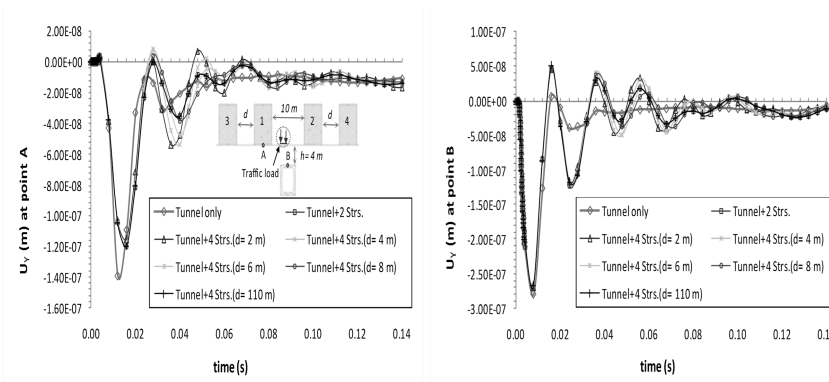 2.00E-08
0.00E+00
-2.00E-08
-4.00E-08
-6.00E-08
-8.00E-08
-1.00E-07
-1.20E-07
-1.40E-07
-1.60E-07
U_Y (m) at point A
3 d 1 10 m 2 d 4
A B h= 4 m
Traffic load
Tunnel only Tunnel+2 Strs.
Tunnel+4 Strs.(d= 2 m) Tunnel+4 Strs.(d= 4 m)
Tunnel+4 Strs.(d= 6 m) Tunnel+4 Strs.(d= 8 m)
Tunnel+4 Strs.(d= 110 m)
0.00 0.02 0.04 0.06 0.08 0.10 0.12 0.14
time (s)
1.00E-07
5.00E-08
0.00E+00
-5.00E-08
-1.00E-07
-1.50E-07
-2.00E-07
-2.50E-07
-3.00E-07
U_Y (m) at point B
Tunnel only Tunnel+2 Strs.
Tunnel+4 Strs.(d= 2 m) Tunnel+4 Strs.(d= 4 m)
Tunnel+4 Strs.(d= 6 m) Tunnel+4 Strs.(d= 8 m)
Tunnel+4 Strs.(d= 110 m)
0.00 0.02 0.04 0.06 0.08 0.10 0.12
time (s)